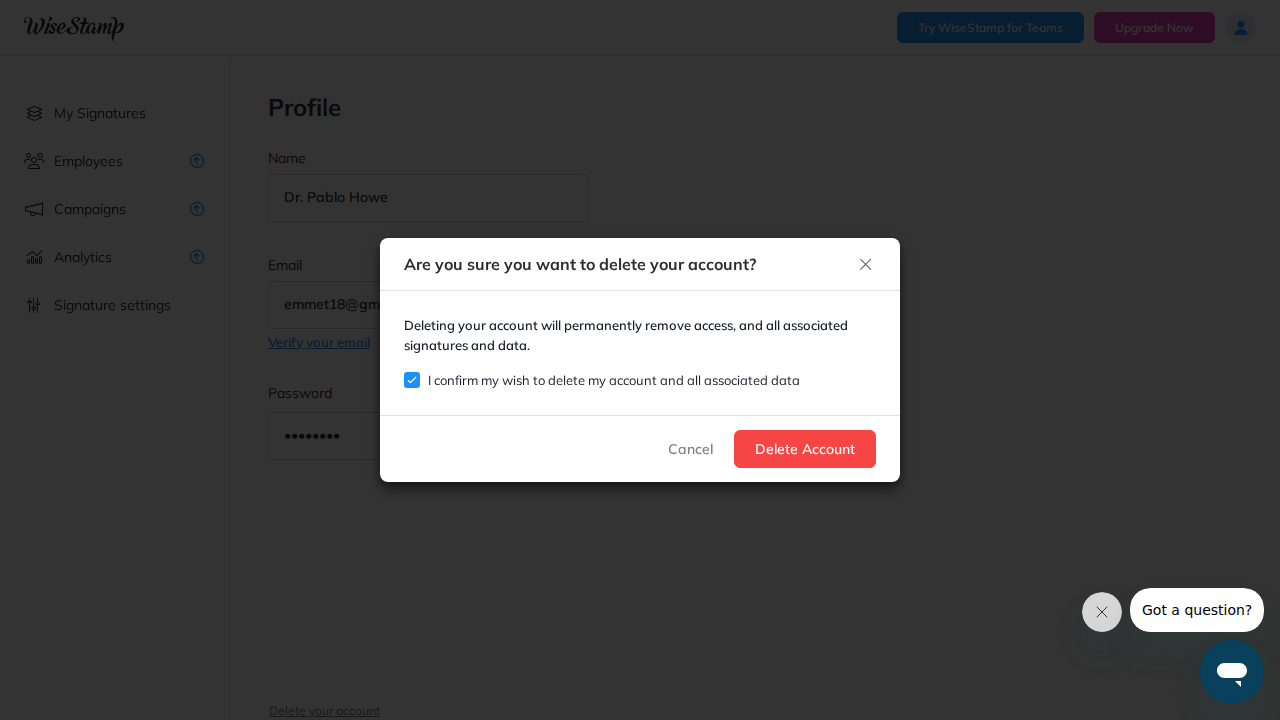 WiseStamp
Try WiseStamp for Teams
Upgrade Now
My Signatures
Employees
Campaigns
Analytics
Signature settings
Profile
Name
Dr. Pablo Howe
Email
emmet18@gm
Verify your email
Password
••••••••
Are you sure you want to delete your account?
Deleting your account will permanently remove access, and all associated
signatures and data.
I confirm my wish to delete my account and all associated data
Cancel
Delete Account
Got a question?
Delete your account